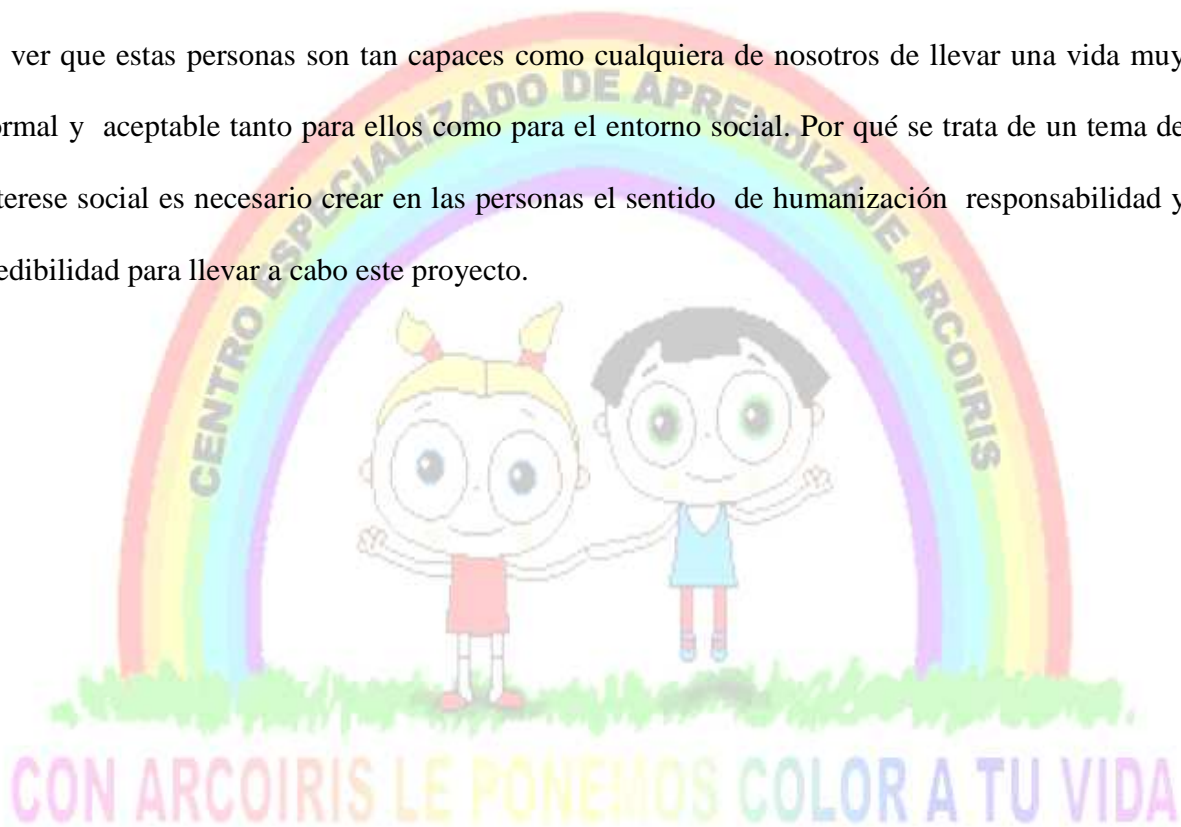 ver que estas personas son tan capaces como cualquiera de nosotros de llevar una vida muy
ormal y aceptable tanto para ellos como para el entorno social. Por qué se trata de un tema de
terese social es necesario crear en las personas el sentido de humanización responsabilidad y
edibilidad para llevar a cabo este proyecto.
CENTRO ESPECIALIZADO DE APRENDIZAJE ARCOIRIS
CON ARCOIRIS LE PONEMOS COLOR A TU VIDA